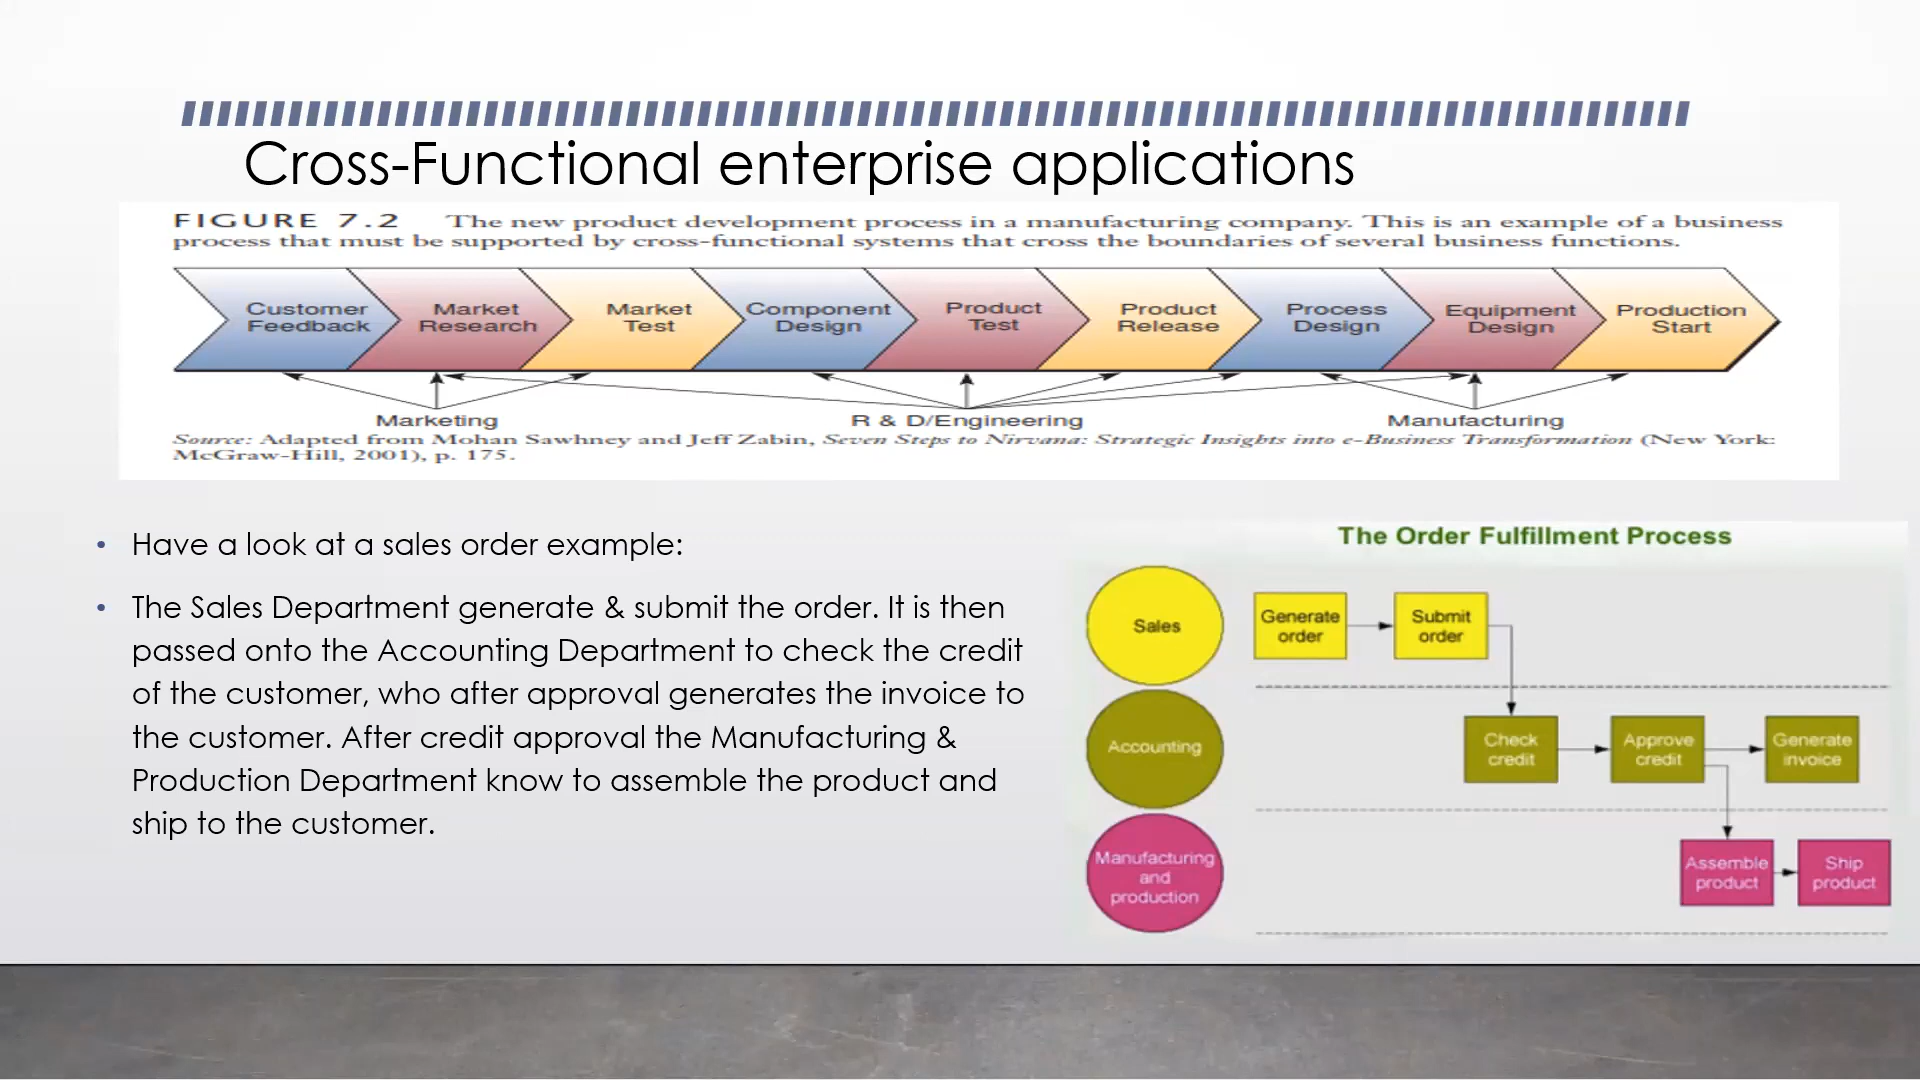 Cross-Functional enterprise applications
FIGURE 7.2 The new product development process in a manufacturing company. This is an example of a business
process that must be supported by cross-functional systems that cross the boundaries of several business functions.
Customer
Feedback
Market
Research
Market
Test
Component
Design
Product
Test
Product
Release
Process
Design
Equipment
Design
Production
Start
Marketing
R & D/Engineering
Manufacturing
Source: Adapted from Mohan Sawhney and Jeff Zabin, Seven Steps to Nirvana: Strategic Insights into e-Business Transformation (New York:
McGraw-Hill, 2001), p. 175.
• Have a look at a sales order example:
• The Sales Department generate & submit the order. It is then
passed onto the Accounting Department to check the credit
of the customer, who after approval generates the invoice to
the customer. After credit approval the Manufacturing &
Production Department know to assemble the product and
ship to the customer.
The Order Fulfillment Process
Sales
Generate
order
Submit
order
Accounting
Check
credit
Approve
credit
Generate
invoice
Manufacturing
and
production
Assemble
product
Ship
product